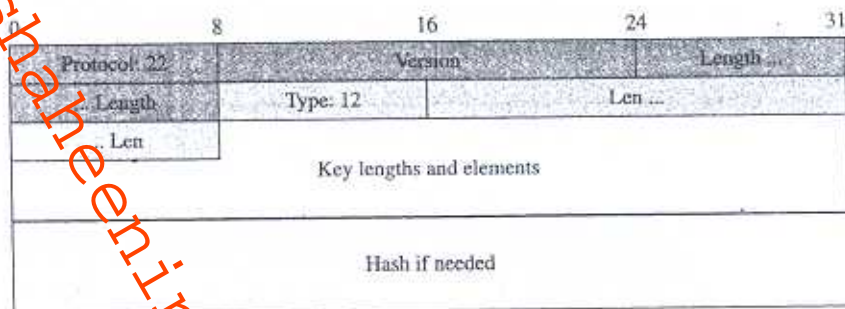 0 8 16 24 31
Protocol: 22 Version Length ...
... Length Type: 12 Len ...
... Len
Key lengths and elements
Hash if needed